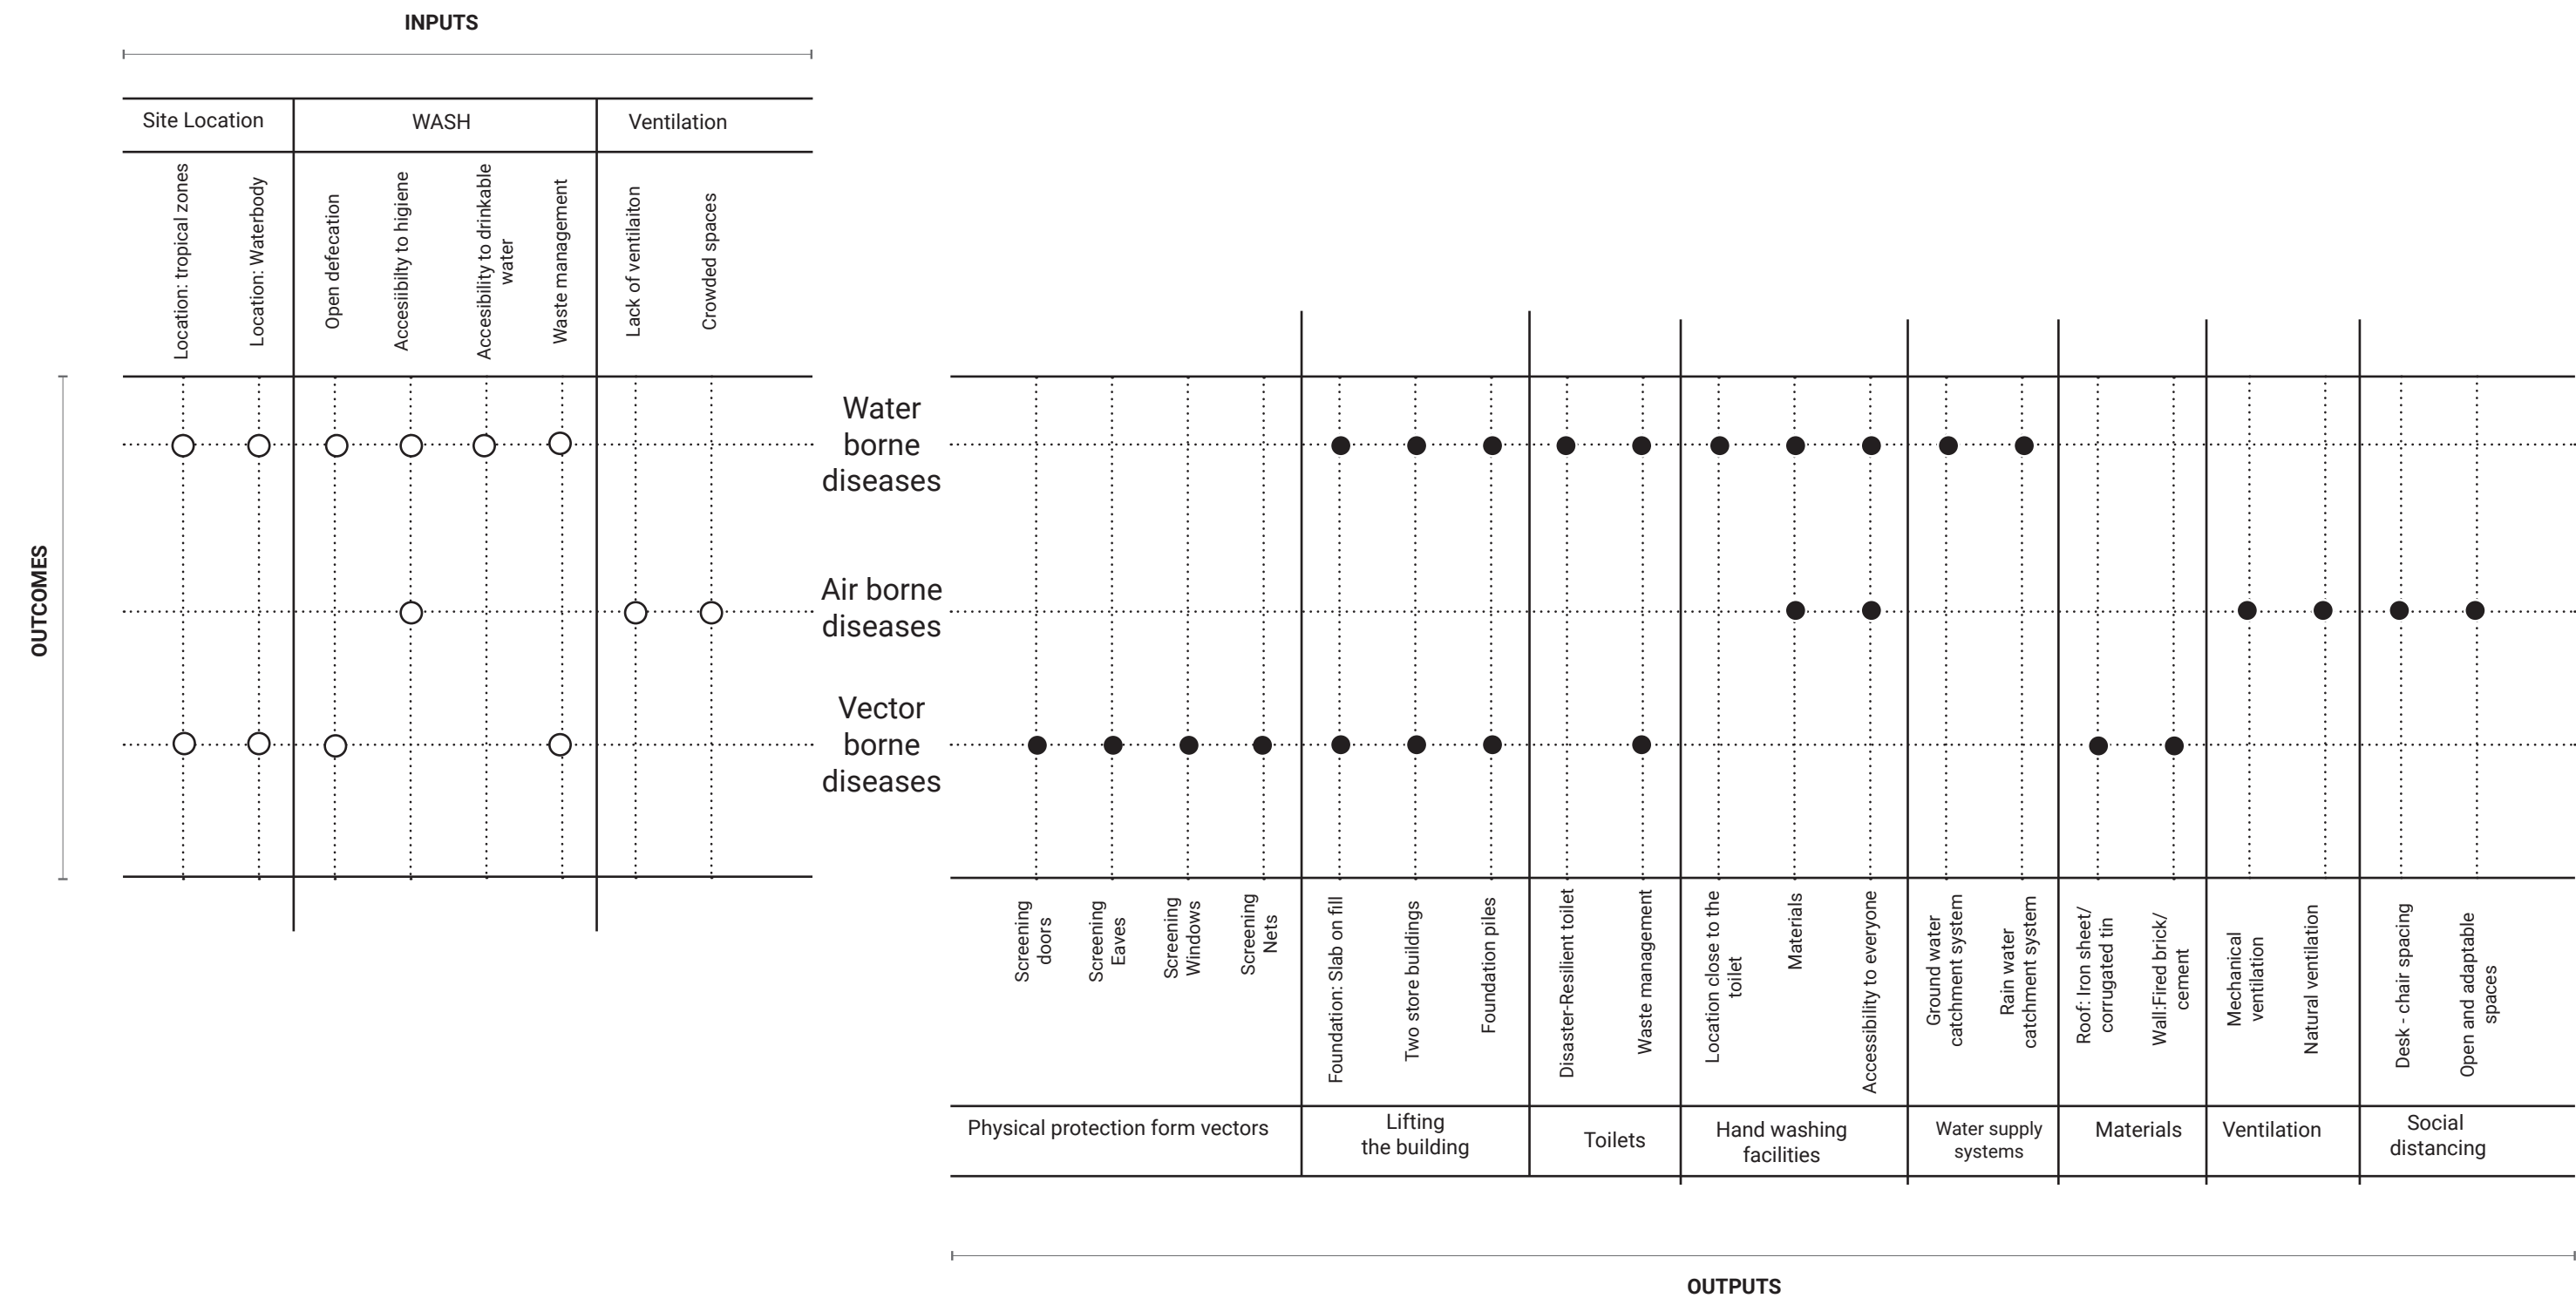 INPUTS
Site Location
WASH
Ventilation
Location: tropical zones
Location: Waterbody
Open defecation
Accesiibilty to higiene
Accesibility to drinkable
water
Waste management
Lack of ventilaiton
Crowded spaces
OUTCOMES
Water
borne
diseases
Air borne
diseases
Vector
borne
diseases
Screening
doors
Screening
Eaves
Screening
Windows
Screening
Nets
Foundation: Slab on fill
Two store buildings
Foundation piles
Disaster-Resilient toilet
Waste management
Location close to the
toilet
Materials
Accessibility to everyone
Ground water
catchment system
Rain water
catchment system
Roof: Iron sheet/
corrugated tin
Wall:Fired brick/
cement
Mechanical
ventilation
Natural ventilation
Desk - chair spacing
Open and adaptable
spaces
Physical protection form vectors
Lifting
the building
Toilets
Hand washing
facilities
Water supply
systems
Materials
Ventilation
Social
distancing
OUTPUTS